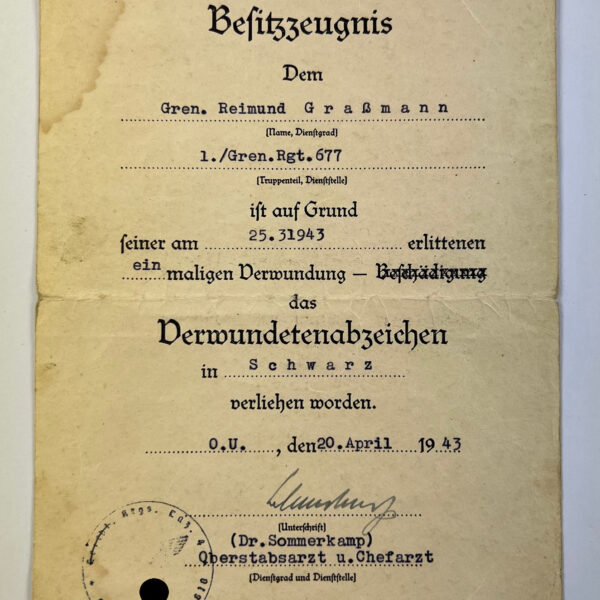 Besitzzeugnis
Dem
Gren. Reimund Graßmann
(Name, Dienstgrad)
1./Gren.Rgt.677
(Truppenteil, Dienststelle)
ist auf Grund
seiner am 25.31943 erlittenen
ein maligen Verwundung – Beschädigung
das
Verwundetenabzeichen
in Schwarz
verliehen worden.
O.U. , den 20.April 1943
(Unterschrift)
(Dr.Sommerkamp)
Oberstabsarzt u.Chefarzt
(Dienstgrad und Dienststelle)